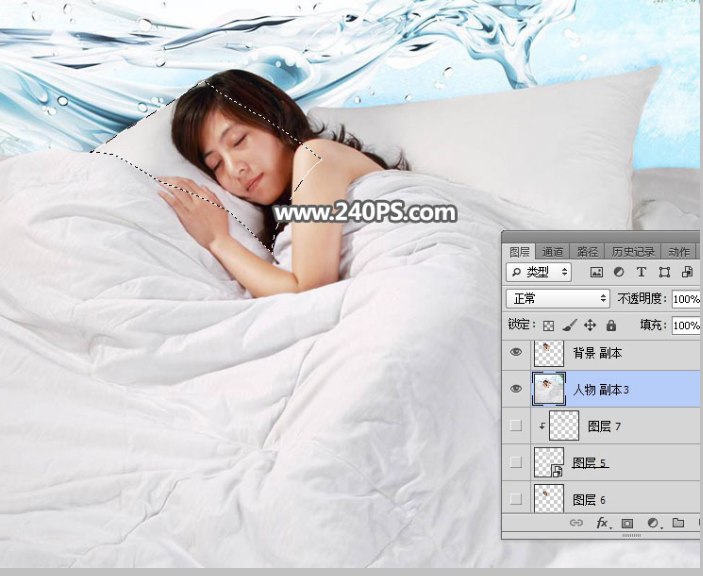 www.240PS.com
图层 通道 路径 历史记录 动作
类型 T
正常 不透明度: 100%
锁定: 填充: 100%
背景 副本
人物 副本3
图层 7
图层 5
图层 6
fx